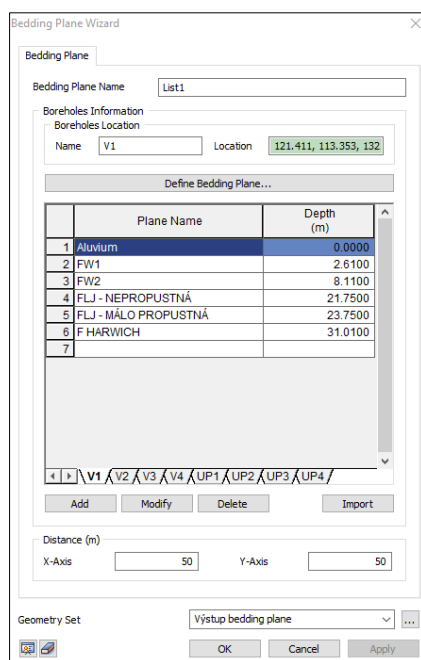 Bedding Plane Wizard
Bedding Plane
Bedding Plane Name List1
Boreholes Information
Boreholes Location
Name V1 Location 121.411, 113.353, 132
Define Bedding Plane...
Plane Name Depth (m)
1 Aluvium 0.0000
2 FW1 2.6100
3 FW2 8.1100
4 FLJ - NEPROPUSTNÁ 21.7500
5 FLJ - MÁLO PROPUSTNÁ 23.7500
6 F HARWICH 31.0100
7
V1 V2 V3 V4 UP1 UP2 UP3 UP4
Add Modify Delete Import
Distance (m)
X-Axis 50 Y-Axis 50
Geometry Set Výstup bedding plane ...
OK Cancel Apply